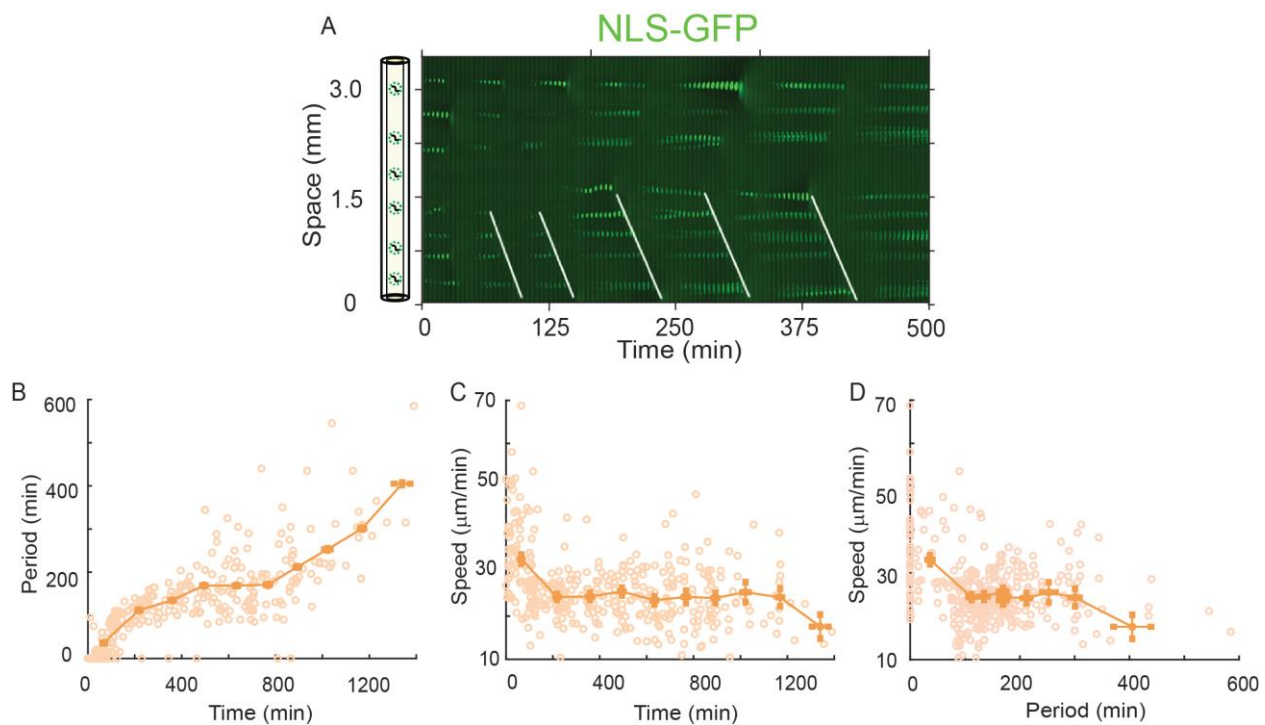 A
NLS-GFP
Space (mm)
3.0
1.5
0
0 125 250 375 500
Time (min)
B
Period (min)
600
400
200
0
0 400 800 1200
Time (min)
C
Speed (μm/min)
70
50
30
10
0 400 800 1200
Time (min)
D
Speed (μm/min)
70
50
30
10
0 200 400 600
Period (min)